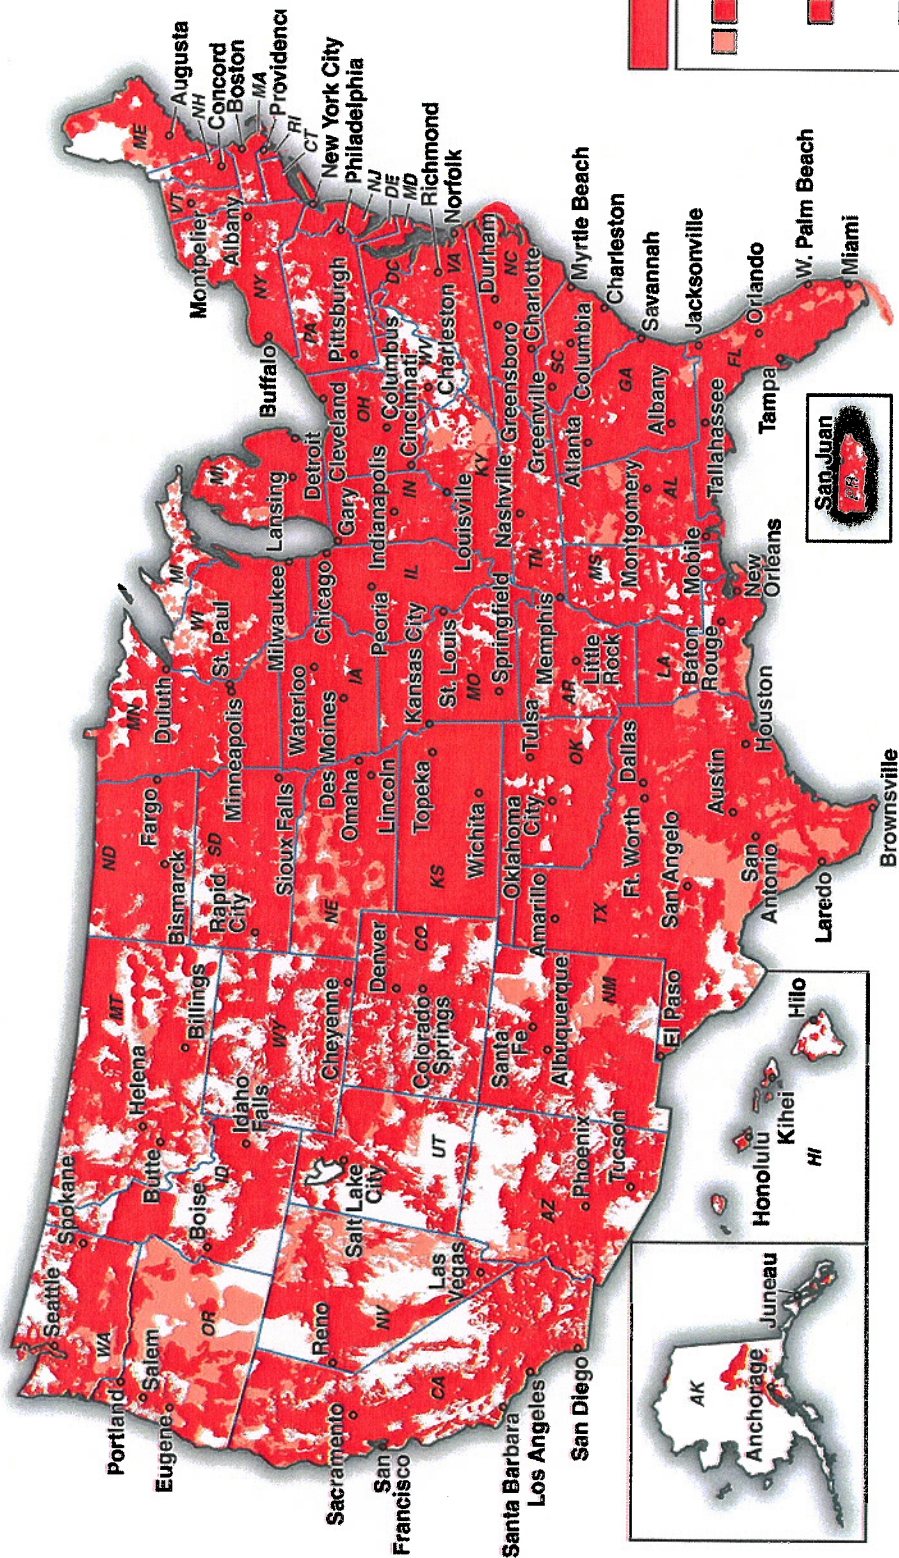 Seattle
Spokane
WA
Portland
Salem
Eugene
OR
Helena
MT
Butte
Billings
Boise
ID
Idaho
Falls
WY
Cheyenne
ND
Fargo
Bismarck
Rapid
City
SD
Sioux Falls
MN
Duluth
Minneapolis
St. Paul
WI
MI
Milwaukee
MI
Lansing
Detroit
Buffalo
Montpelier
VT
Albany
NY
ME
Augusta
NH
Concord
Boston
MA
RI
CT
New York City
Philadelphia
NJ
DE
MD
Richmond
Norfolk
Sacramento
San
Francisco
Reno
NV
CA
Las
Vegas
Santa Barbara
Los Angeles
San Diego
Salt Lake
City
UT
Denver
CO
Colorado
Springs
NE
Omaha
Lincoln
Des
Moines
Waterloo
IA
Chicago
Peoria
IL
Gary
Indianapolis
IN
Cleveland
OH
Columbus
Cincinnati
Pittsburgh
PA
DC
WV
Charleston
VA
KS
Topeka
Wichita
Kansas City
St. Louis
MO
Springfield
Louisville
KY
Nashville
TN
Memphis
Greensboro
Durham
NC
Charlotte
Greenville
SC
Columbia
Myrtle Beach
Charleston
Savannah
AZ
Phoenix
Tucson
Santa
Fe
Albuquerque
NM
El Paso
Amarillo
Oklahoma
City
Tulsa
OK
AR
Little
Rock
TX
Ft. Worth
Dallas
San Angelo
Austin
San
Antonio
Houston
Laredo
Brownsville
LA
Baton
Rouge
New
Orleans
MS
Mobile
Montgomery
AL
Atlanta
GA
Albany
Tallahassee
Jacksonville
FL
Orlando
Tampa
W. Palm Beach
Miami
AK
Anchorage
Juneau
Honolulu
Kihei
Hilo
HI
San Juan
PR